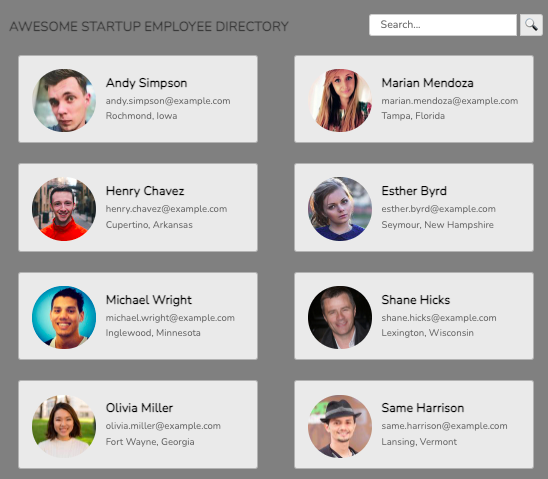 AWESOME STARTUP EMPLOYEE DIRECTORY
Search...
Andy Simpson
andy.simpson@example.com
Rochmond, Iowa
Marian Mendoza
marian.mendoza@example.com
Tampa, Florida
Henry Chavez
henry.chavez@example.com
Cupertino, Arkansas
Esther Byrd
esther.byrd@example.com
Seymour, New Hampshire
Michael Wright
michael.wright@example.com
Inglewood, Minnesota
Shane Hicks
shane.hicks@example.com
Lexington, Wisconsin
Olivia Miller
olivia.miller@example.com
Fort Wayne, Georgia
Same Harrison
same.harrison@example.com
Lansing, Vermont